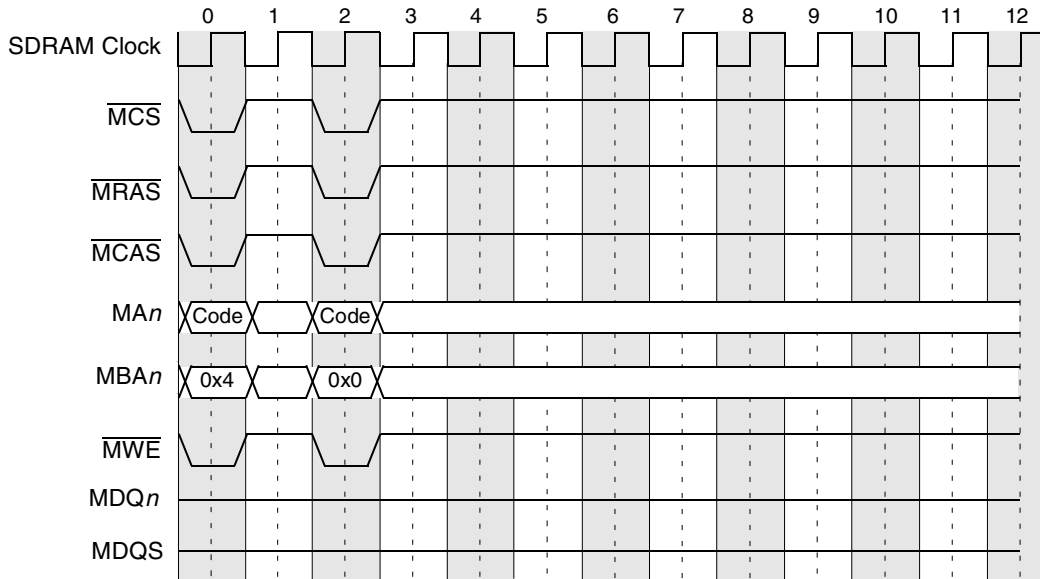 0 1 2 3 4 5 6 7 8 9 10 11 12
SDRAM Clock
MCS
MRAS
MCAS
MAn Code Code
MBAn 0x4 0x0
MWE
MDQn
MDQS